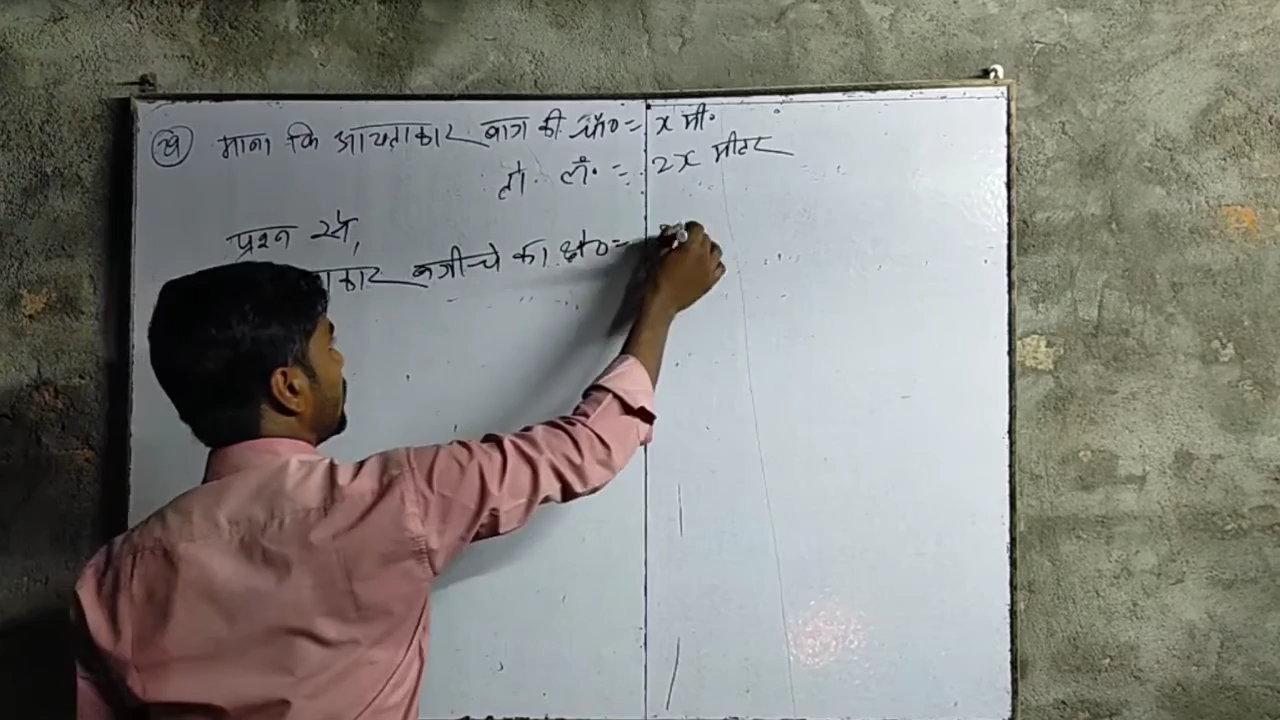 माना कि आयताकार बाग की चौ० = x मी०
तो लं० = 2x मीटर
प्रश्न से,
ाकार बगीचे का क्षे० =